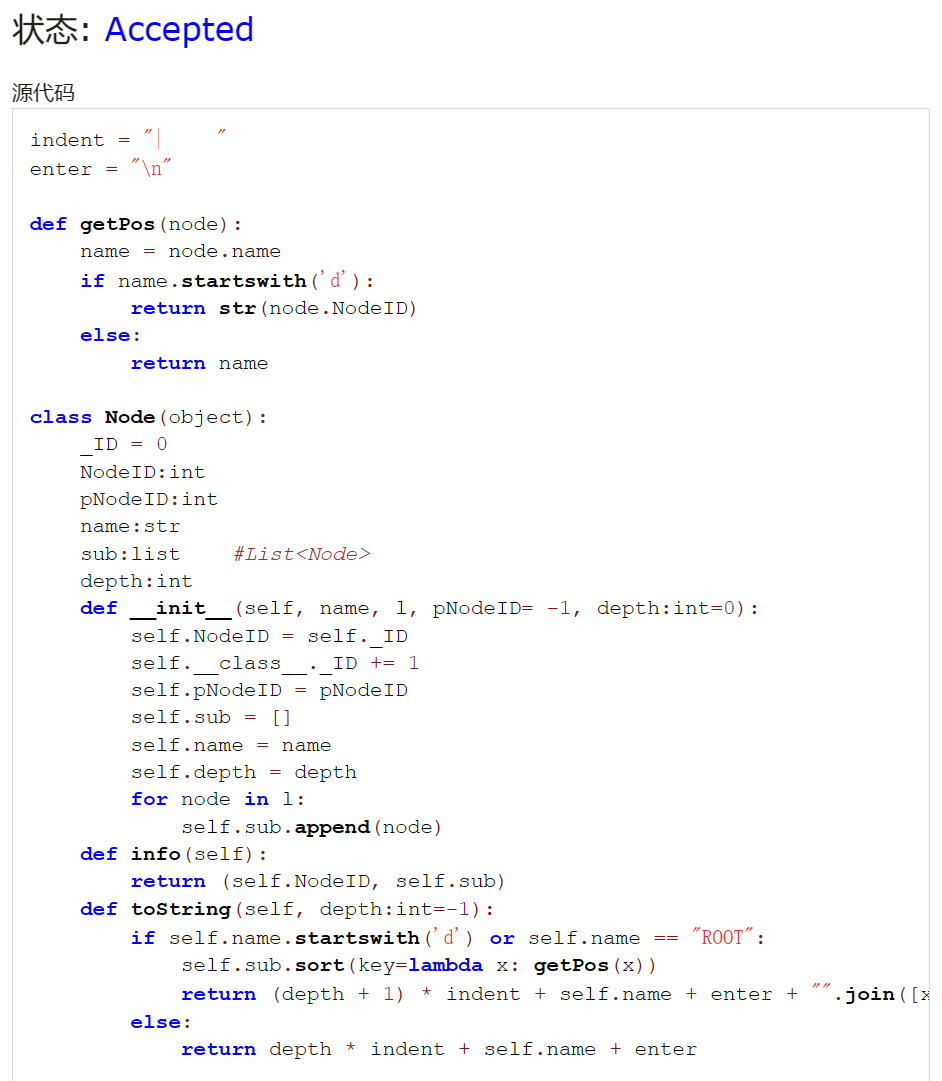 状态: Accepted
源代码
indent = "|     "
enter = "\n"

def getPos(node):
    name = node.name
    if name.startswith('d'):
        return str(node.NodeID)
    else:
        return name

class Node(object):
    _ID = 0
    NodeID:int
    pNodeID:int
    name:str
    sub:list    #List<Node>
    depth:int
    def __init__(self, name, l, pNodeID= -1, depth:int=0):
        self.NodeID = self._ID
        self.__class__._ID += 1
        self.pNodeID = pNodeID
        self.sub = []
        self.name = name
        self.depth = depth
        for node in l:
            self.sub.append(node)
    def info(self):
        return (self.NodeID, self.sub)
    def toString(self, depth:int=-1):
        if self.name.startswith('d') or self.name == "ROOT":
            self.sub.sort(key=lambda x: getPos(x))
            return (depth + 1) * indent + self.name + enter + "".join([x
        else:
            return depth * indent + self.name + enter